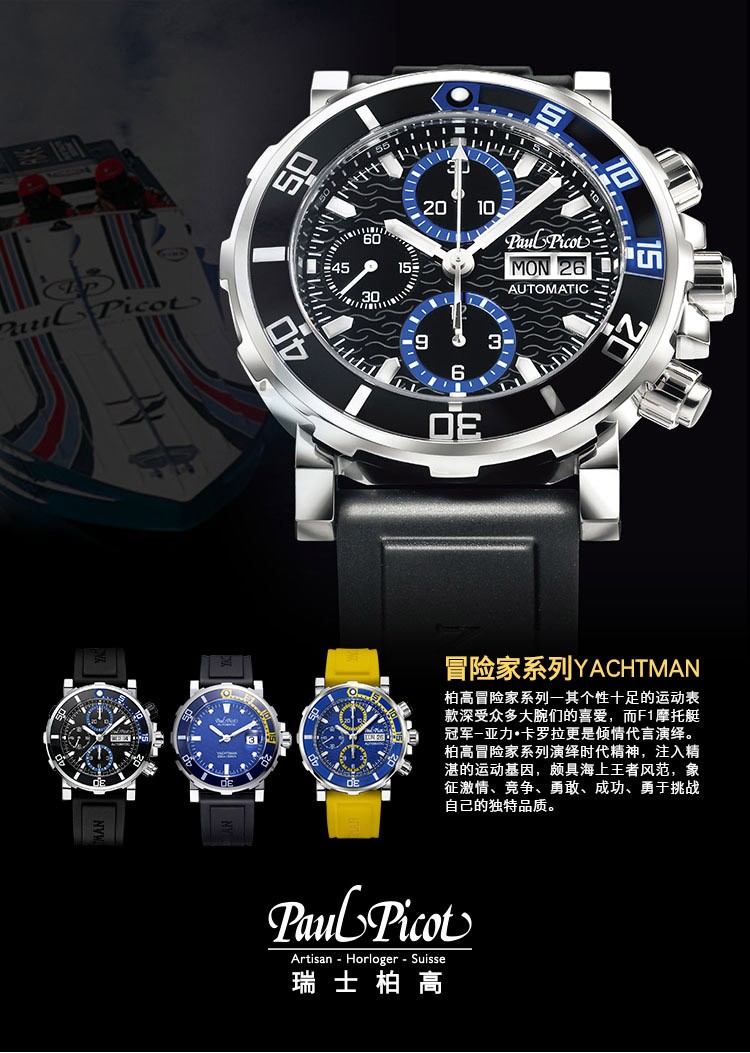 5
10
15
20
30
40
50
55
5
30
20 10
60
45 15
30
Paul Picot
MON 26
AUTOMATIC
9 3
6
Paul Picot
冒险家系列YACHTMAN
柏高冒险家系列—其个性十足的运动表
款深受众多大腕们的喜爱，而F1摩托艇
冠军-亚力·卡罗拉更是倾情代言演绎。
柏高冒险家系列演绎时代精神，注入精
湛的运动基因，颇具海上王者风范，象
征激情、竞争、勇敢、成功、勇于挑战
自己的独特品质。
Paul Picot
Artisan - Horloger - Suisse
瑞士柏高